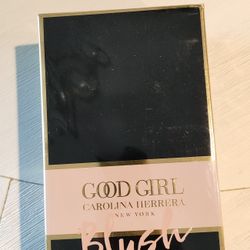 GOOD GIRL
CAROLINA HERRERA
NEW YORK
Blush